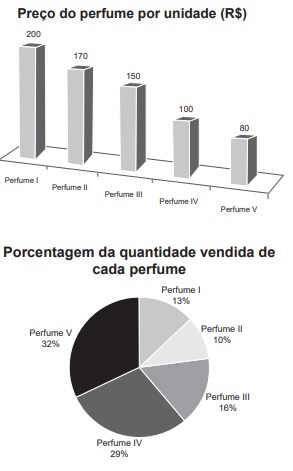 Preço do perfume por unidade (R$)
200
170
150
100
80
Perfume I
Perfume II
Perfume III
Perfume IV
Perfume V
Porcentagem da quantidade vendida de
cada perfume
Perfume I
13%
Perfume II
10%
Perfume III
16%
Perfume IV
29%
Perfume V
32%